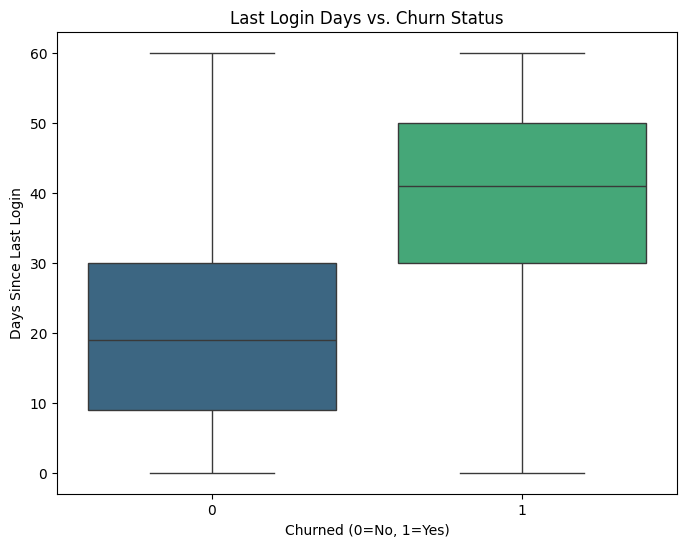 Last Login Days vs. Churn Status
60
50
40
30
20
10
0
Days Since Last Login
0 1
Churned (0=No, 1=Yes)